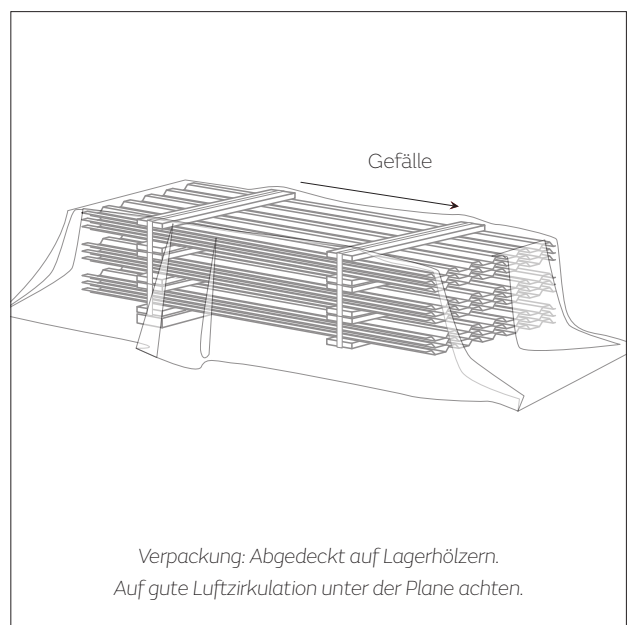 Gefälle
Verpackung: Abgedeckt auf Lagerhölzern.
Auf gute Luftzirkulation unter der Plane achten.